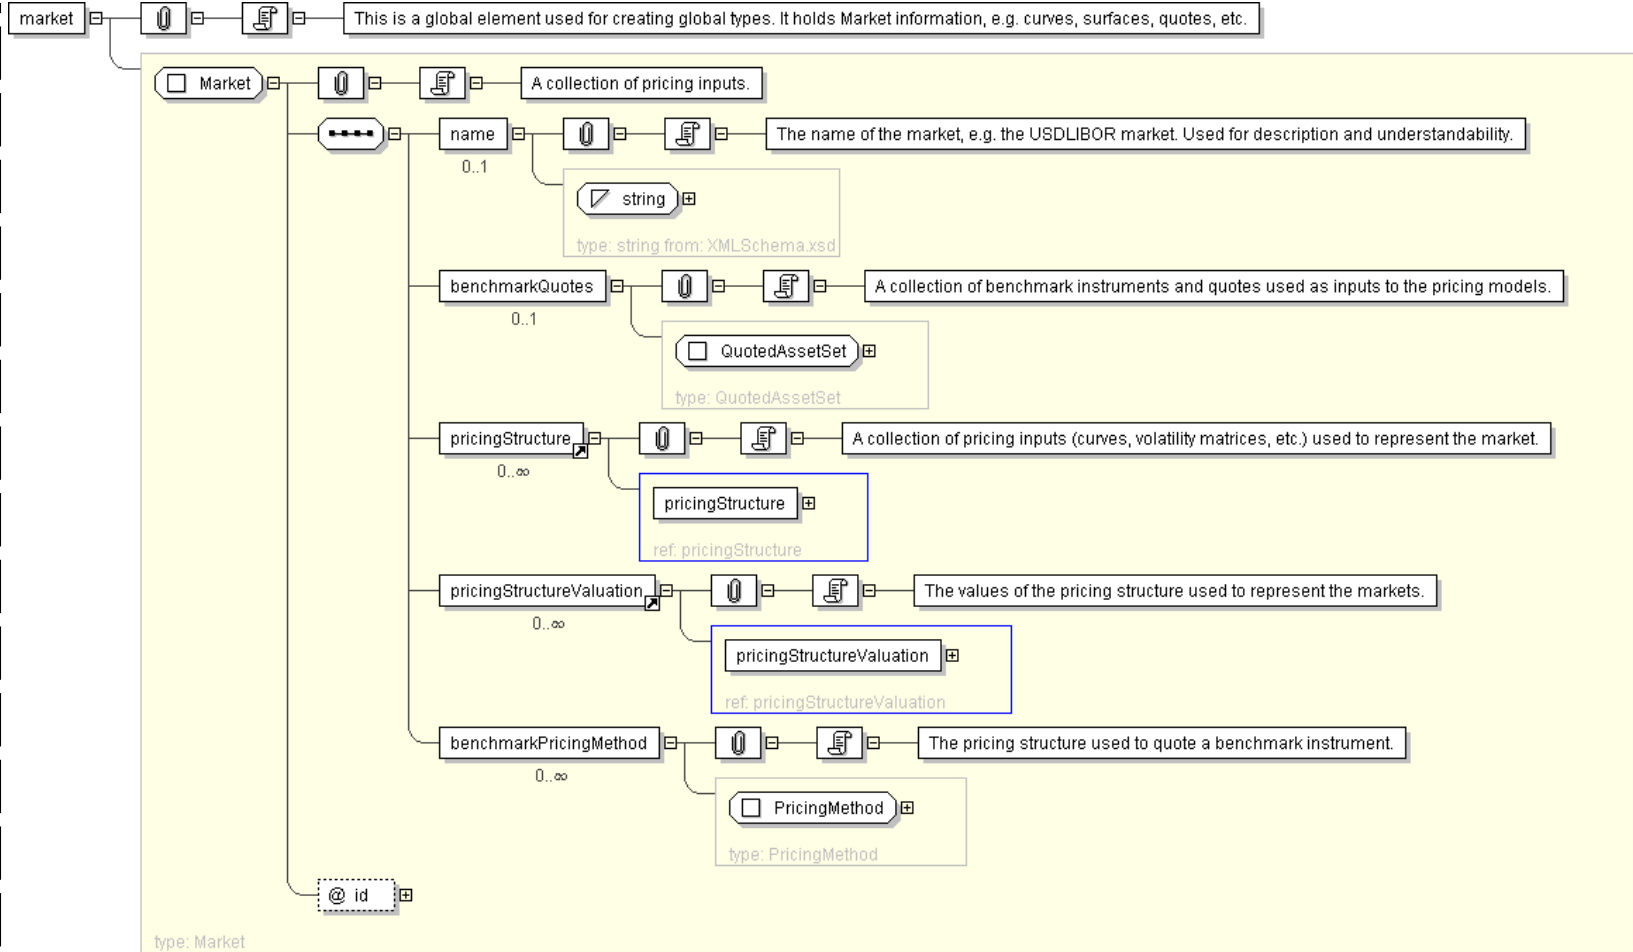 market This is a global element used for creating global types. It holds Market information, e.g. curves, surfaces, quotes, etc.
Market A collection of pricing inputs.
name The name of the market, e.g. the USDLIBOR market. Used for description and understandability.
0..1
string
type: string from: XMLSchema.xsd
benchmarkQuotes A collection of benchmark instruments and quotes used as inputs to the pricing models.
0..1
QuotedAssetSet
type: QuotedAssetSet
pricingStructure A collection of pricing inputs (curves, volatility matrices, etc.) used to represent the market.
0..∞
pricingStructure
ref: pricingStructure
pricingStructureValuation The values of the pricing structure used to represent the markets.
0..∞
pricingStructureValuation
ref: pricingStructureValuation
benchmarkPricingMethod The pricing structure used to quote a benchmark instrument.
0..∞
PricingMethod
type: PricingMethod
@ id
type: Market